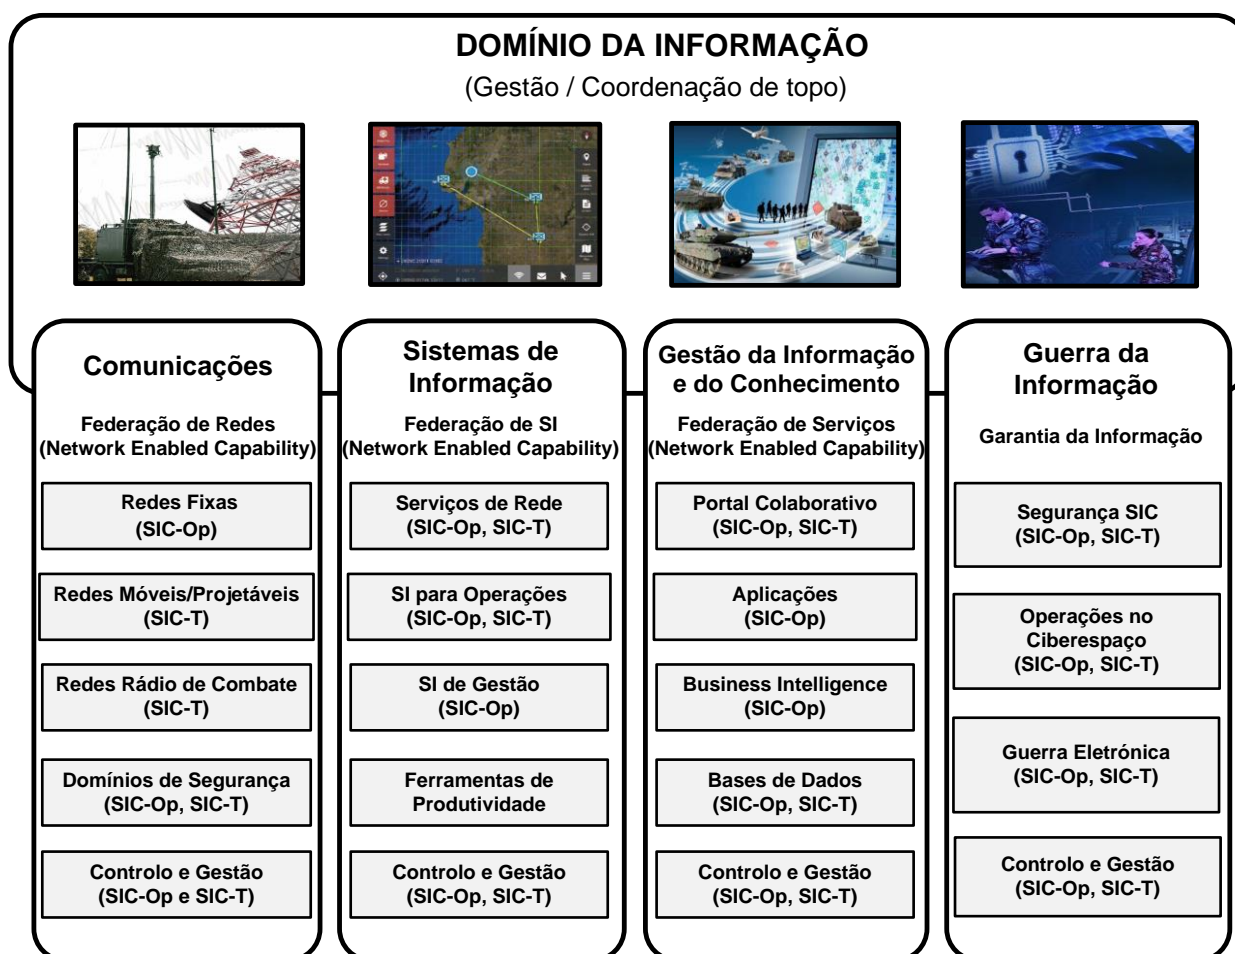 DOMÍNIO DA INFORMAÇÃO
(Gestão / Coordenação de topo)
Comunicações
Federação de Redes
(Network Enabled Capability)
Redes Fixas
(SIC-Op)
Redes Móveis/Projetáveis
(SIC-T)
Redes Rádio de Combate
(SIC-T)
Domínios de Segurança
(SIC-Op, SIC-T)
Controlo e Gestão
(SIC-Op e SIC-T)
Sistemas de
Informação
Federação de SI
(Network Enabled Capability)
Serviços de Rede
(SIC-Op, SIC-T)
SI para Operações
(SIC-Op, SIC-T)
SI de Gestão
(SIC-Op)
Ferramentas de
Produtividade
Controlo e Gestão
(SIC-Op, SIC-T)
Gestão da Informação
e do Conhecimento
Federação de Serviços
(Network Enabled Capability)
Portal Colaborativo
(SIC-Op, SIC-T)
Aplicações
(SIC-Op)
Business Intelligence
(SIC-Op)
Bases de Dados
(SIC-Op, SIC-T)
Controlo e Gestão
(SIC-Op, SIC-T)
Guerra da
Informação
Garantia da Informação
Segurança SIC
(SIC-Op, SIC-T)
Operações no
Ciberespaço
(SIC-Op, SIC-T)
Guerra Eletrónica
(SIC-Op, SIC-T)
Controlo e Gestão
(SIC-Op, SIC-T)